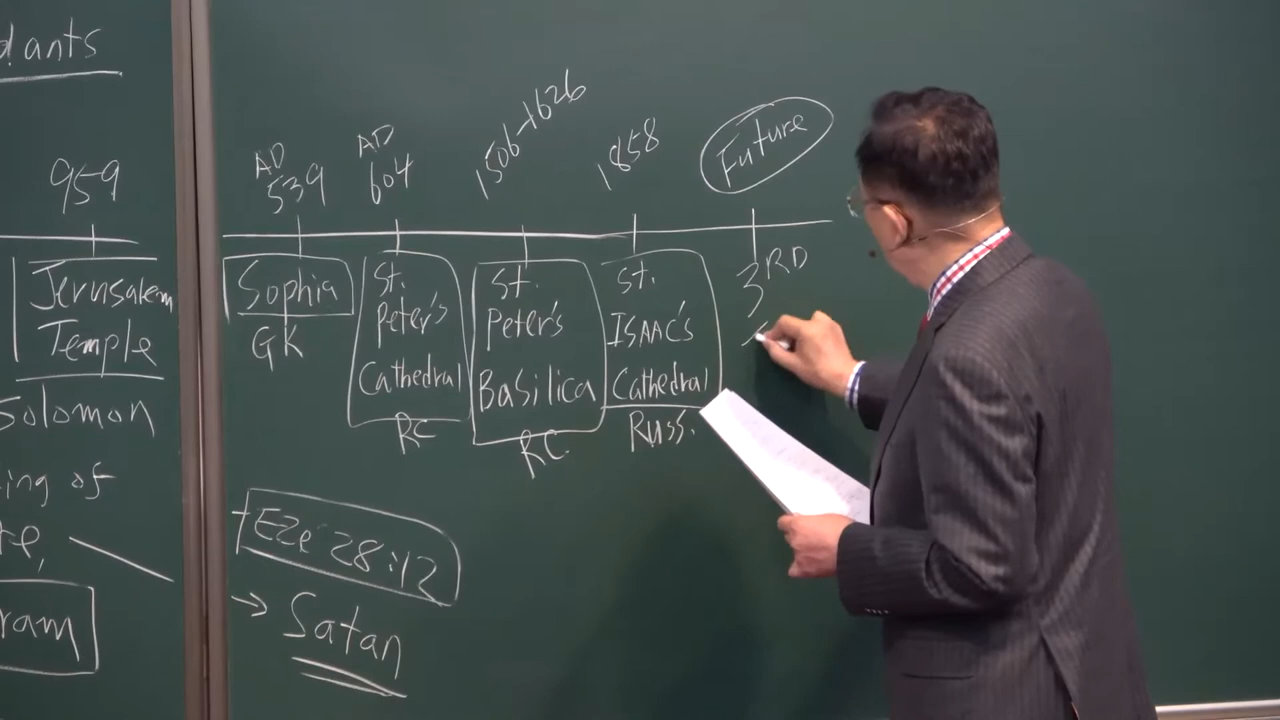 dants
959
Jerusalem
Temple
Solomon
ing of
ram
AD
539
AD
604
1506-1626
1858
Future
Sophia
GK
St.
Peter's
Cathedral
RC
St.
Peter's
Basilica
RC.
St.
ISAAC's
Cathedral
Russ.
3RD
Eze 28:12
→ Satan